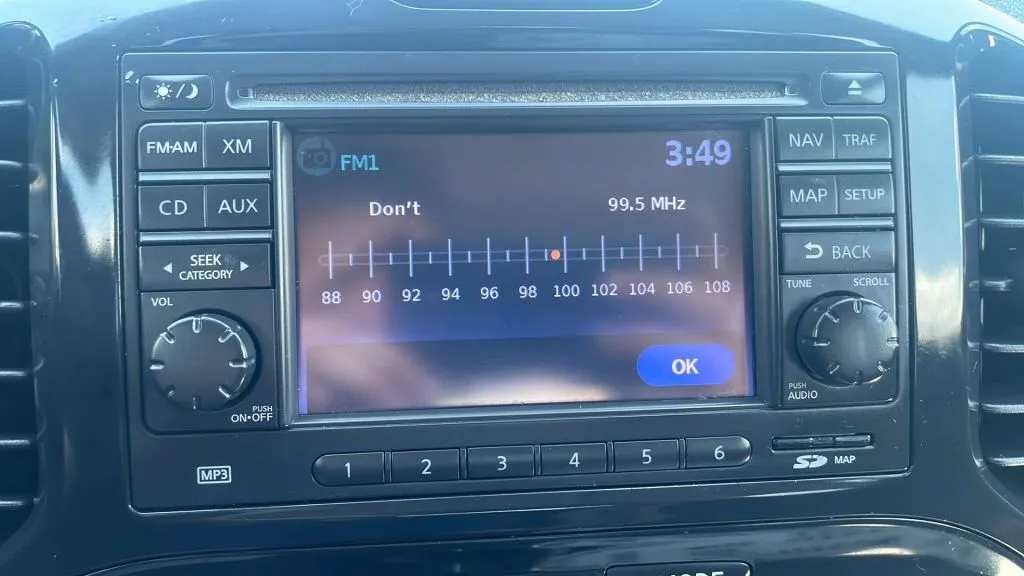 FM·AM XM
CD AUX
SEEK
CATEGORY
VOL
PUSH
ON•OFF
FM1 3:49
Don't 99.5 MHz
88 90 92 94 96 98 100 102 104 106 108
OK
NAV TRAF
MAP SETUP
BACK
TUNE SCROLL
PUSH
AUDIO
MP3
1 2 3 4 5 6
SD MAP
MODE